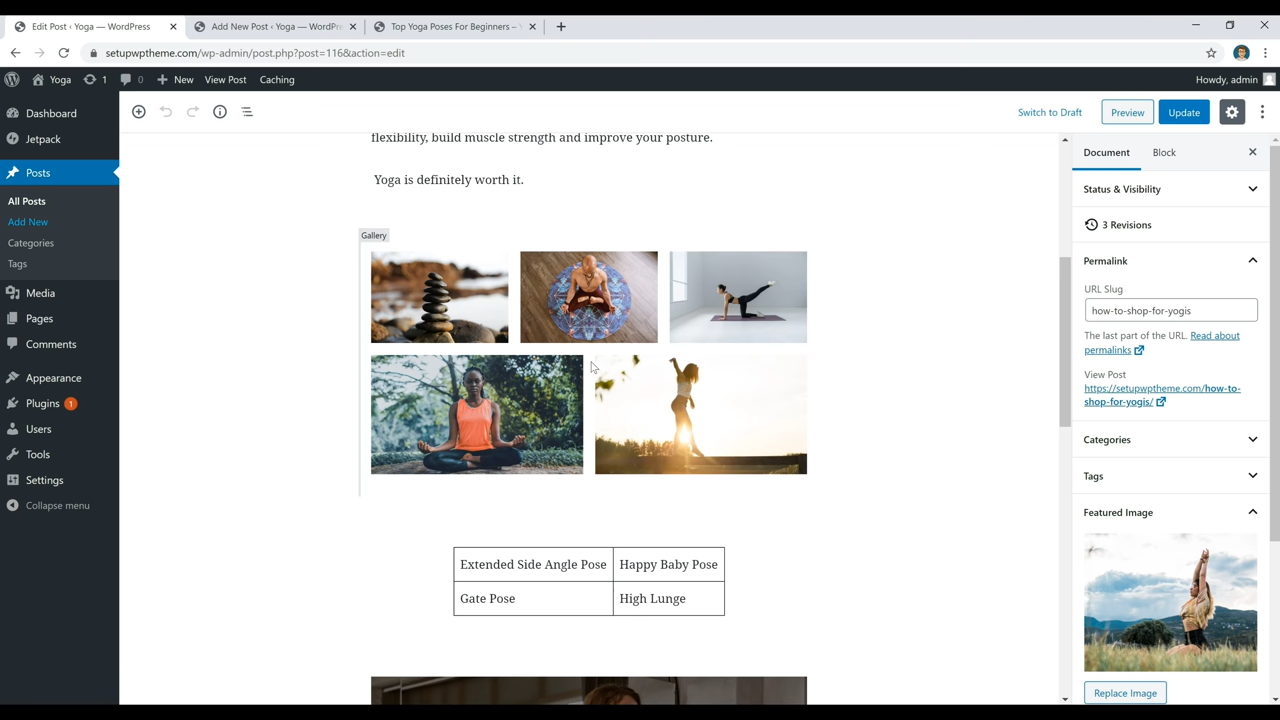 Edit Post ‹ Yoga — WordPress
Add New Post ‹ Yoga — WordPre
Top Yoga Poses For Beginners –
setupwptheme.com/wp-admin/post.php?post=116&action=edit
Yoga
1
0
New
View Post
Caching
Howdy, admin
Dashboard
Jetpack
Posts
All Posts
Add New
Categories
Tags
Media
Pages
Comments
Appearance
Plugins 1
Users
Tools
Settings
Collapse menu
Switch to Draft
Preview
Update
flexibility, build muscle strength and improve your posture.
Yoga is definitely worth it.
Gallery
Extended Side Angle Pose
Happy Baby Pose
Gate Pose
High Lunge
Document
Block
Status & Visibility
3 Revisions
Permalink
URL Slug
how-to-shop-for-yogis
The last part of the URL. Read about
permalinks
View Post
https://setupwptheme.com/how-to-
shop-for-yogis/
Categories
Tags
Featured Image
Replace Image